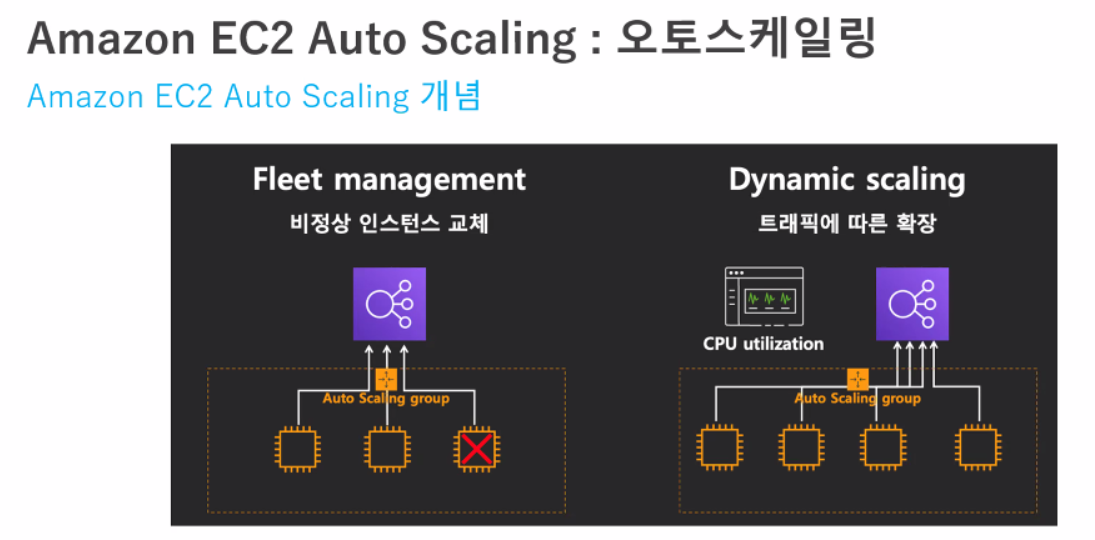 Amazon EC2 Auto Scaling : 오토스케일링
Amazon EC2 Auto Scaling 개념
Fleet management
비정상 인스턴스 교체
Auto Scaling group
Dynamic scaling
트래픽에 따른 확장
CPU utilization
Auto Scaling group